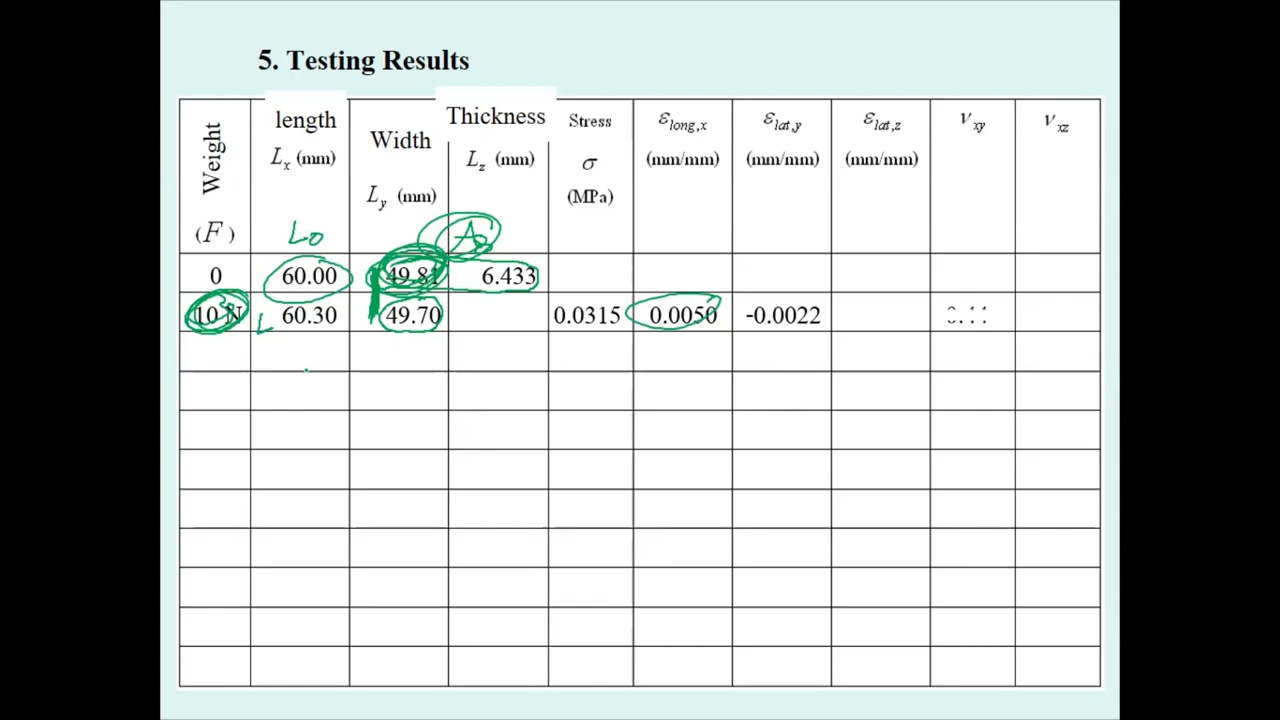 5. Testing Results
Weight (F) length Lx (mm) Width Ly (mm) Thickness Lz (mm) Stress σ (MPa) εlong,x (mm/mm) εlat,y (mm/mm) εlat,z (mm/mm) νxy νxz
Lo
0 60.00 49.81 6.433
10 N L 60.30 49.70 0.0315 0.0050 -0.0022